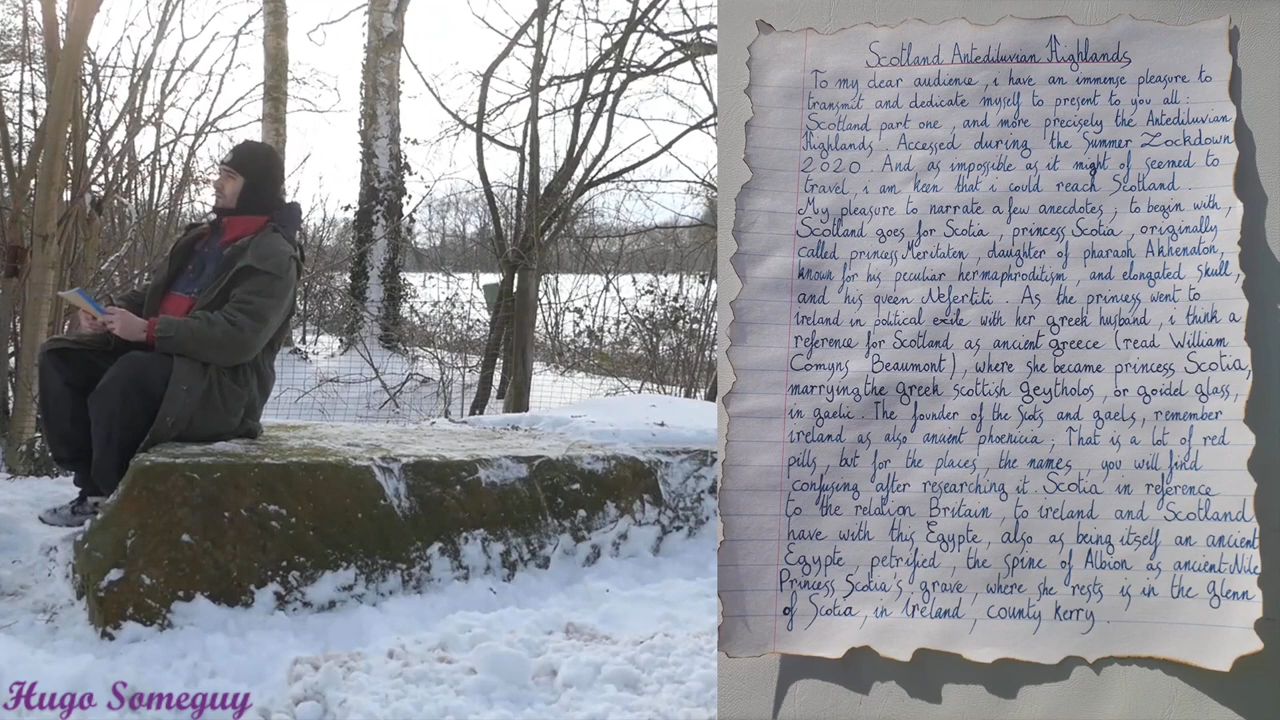 Hugo Someguy
Scotland Antediluvian Highlands
To my dear audience, i have an immense pleasure to
transmit and dedicate myself to present to you all :
Scotland part one, and more precisely the Antediluvian
Highlands. Accessed during the Summer Lockdown
2020. And as impossible as it might of seemed to
travel, i am keen that i could reach Scotland.
My pleasure to narrate a few anecdotes ; to begin with,
Scotland goes for Scotia, princess Scotia, originally
called princess Meritaten, daughter of pharaoh Akhenaton,
known for his peculiar hermaphroditism, and elongated skull,
and his queen Nefertiti. As the princess went to
ireland in political exile with her greek husband, i think a
reference for Scotland as ancient greece (read William
Comyns Beaumont), where she became princess Scotia,
marrying the greek scottish geytholos, or goidel glass,
in gaelic. The founder of the Scots and gaels, remember
ireland as also ancient phoenicia ; That is a lot of red
pills, but for the places, the names, you will find
confusing after researching it. Scotia in reference
to the relation Britain, to ireland and Scotland
have with this Egypte, also as being itself an ancient
Egypte, petrified, the spine of Albion as ancient Nile
Princess Scotia's grave, where she rests is in the Glenn
of Scotia, in Ireland, county kerry.